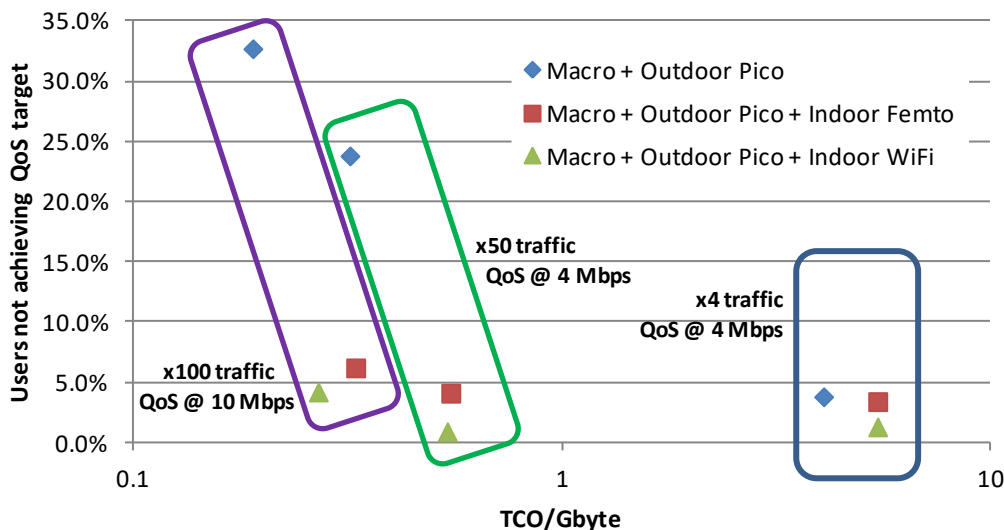 35.0%
30.0%
25.0%
20.0%
15.0%
10.0%
5.0%
0.0%
Users not achieving QoS target
Macro + Outdoor Pico
Macro + Outdoor Pico + Indoor Femto
Macro + Outdoor Pico + Indoor WiFi
x50 traffic
QoS @ 4 Mbps
x4 traffic
QoS @ 4 Mbps
x100 traffic
QoS @ 10 Mbps
0.1
1
10
TCO/Gbyte